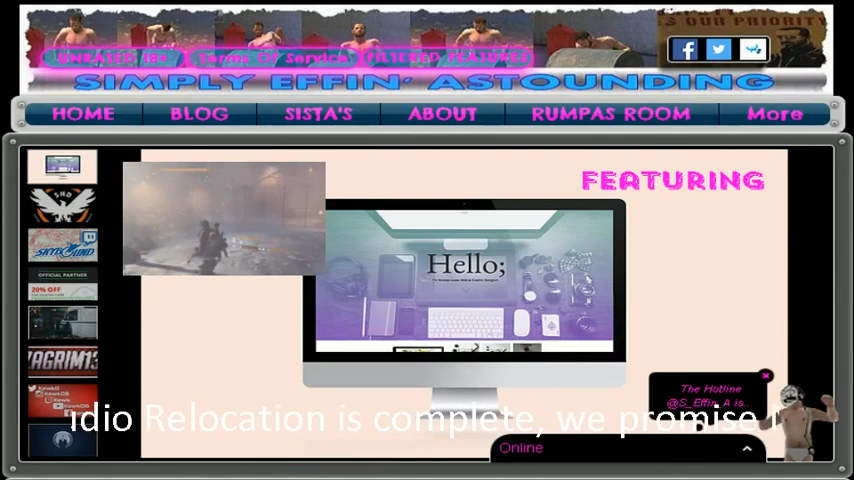 S OUR PRIORITY
UNRATED 18+ Terms Of Service FILTERED FEATURES
SIMPLY EFFIN' ASTOUNDING
HOME BLOG SISTA'S ABOUT RUMPAS ROOM More
FEATURING
SHD
SKYBOUND
OFFICIAL PARTNER
20% OFF
Hello;
The Hotline
@S_Effin_A is...
udio Relocation is complete, we promise
Online